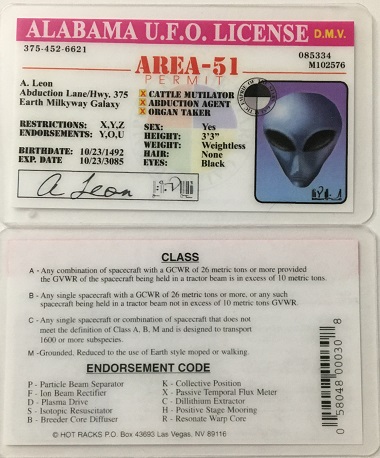 ALABAMA U.F.O. LICENSE D.M.V.
375-452-6621
085334
M102576
AREA-51
PERMIT
A. Leon
Abduction Lane/Hwy. 375
Earth Milkyway Galaxy
X CATTLE MUTILATOR
X ABDUCTION AGENT
X ORGAN TAKER
RESTRICTIONS: X,Y,Z
ENDORSEMENTS: Y,O,U
BIRTHDATE: 10/23/1492
EXP. DATE 10/23/3085
SEX: Yes
HEIGHT: 3'3"
WEIGHT: Weightless
HAIR: None
EYES: Black
A Leon
CLASS
A - Any combination of spacecraft with a GCWR of 26 metric tons or more provided
the GVWR of the spacecraft being held in a tractor beam is in excess of 10 metric tons.
B - Any single spacecraft with a GCWR of 26 metric tons or more, or any such
spacecraft being held in a tractor beam not in excess of 10 metric tons GVWR.
C - Any single spacecraft or combination of spacecraft that does not
meet the definition of Class A, B, M and is designed to transport
1600 or more subspecies.
M - Grounded. Reduced to the use of Earth style moped or walking.
ENDORSEMENT CODE
P - Particle Beam Separator
F - Ion Beam Rectifier
D - Plasma Drive
S - Isotopic Resuscitator
B - Breeder Core Diffuser
K - Collective Position
X - Passive Temporal Flux Meter
C - Dillithium Extractor
H - Positive Stage Mooring
R - Resonate Warp Core
© HOT RACKS P.O. Box 43693 Las Vegas, NV 89116
0 58048 00030 8